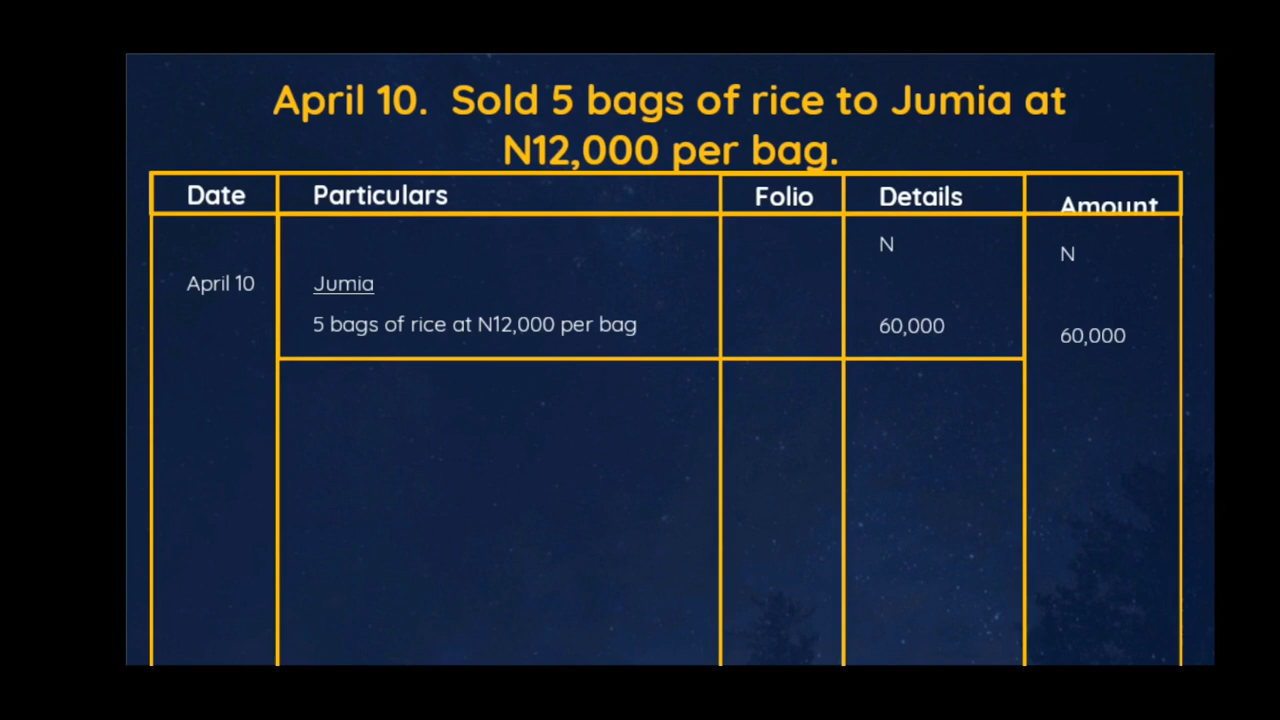 April 10. Sold 5 bags of rice to Jumia at
N12,000 per bag.
Date Particulars Folio Details Amount
N N
April 10 Jumia
5 bags of rice at N12,000 per bag 60,000 60,000